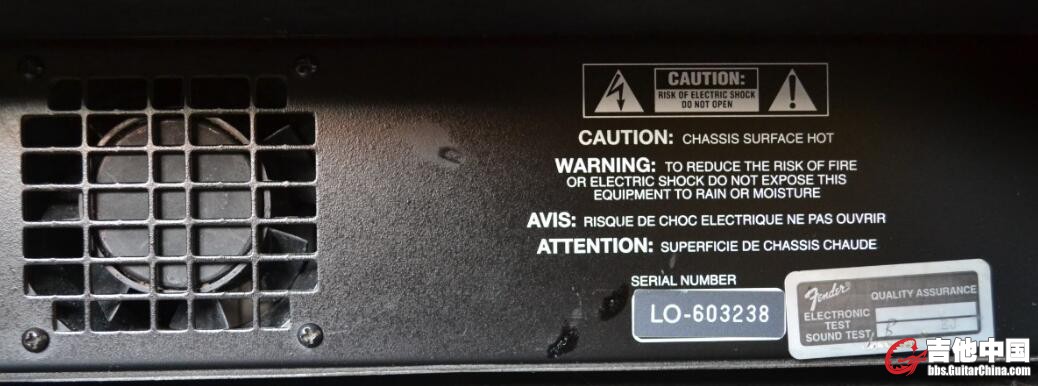 CAUTION:
RISK OF ELECTRIC SHOCK
DO NOT OPEN
CAUTION: CHASSIS SURFACE HOT
WARNING: TO REDUCE THE RISK OF FIRE
OR ELECTRIC SHOCK DO NOT EXPOSE THIS
EQUIPMENT TO RAIN OR MOISTURE
AVIS: RISQUE DE CHOC ELECTRIQUE NE PAS OUVRIR
ATTENTION: SUPERFICIE DE CHASSIS CHAUDE
SERIAL NUMBER
LO-603238
Fender
QUALITY ASSURANCE
ELECTRONIC
TEST
SOUND TEST
吉他中国
bbs.GuitarChina.com